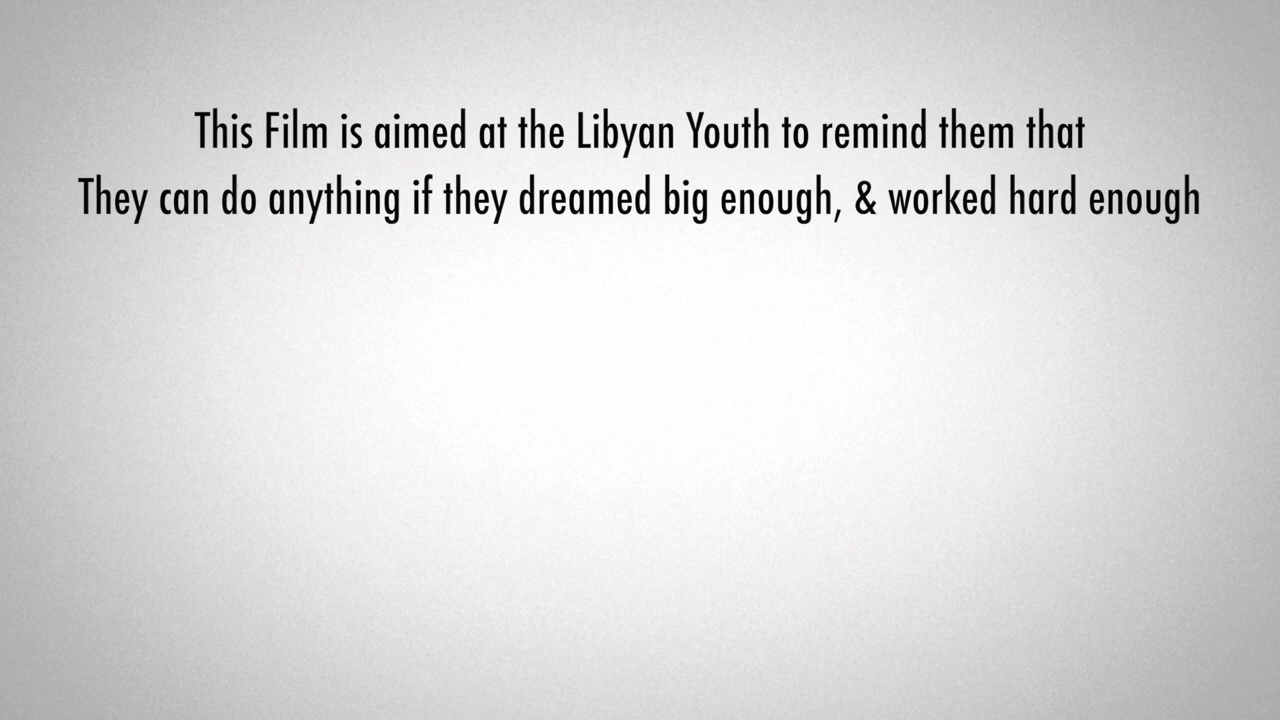 This Film is aimed at the Libyan Youth to remind them that
They can do anything if they dreamed big enough, & worked hard enough